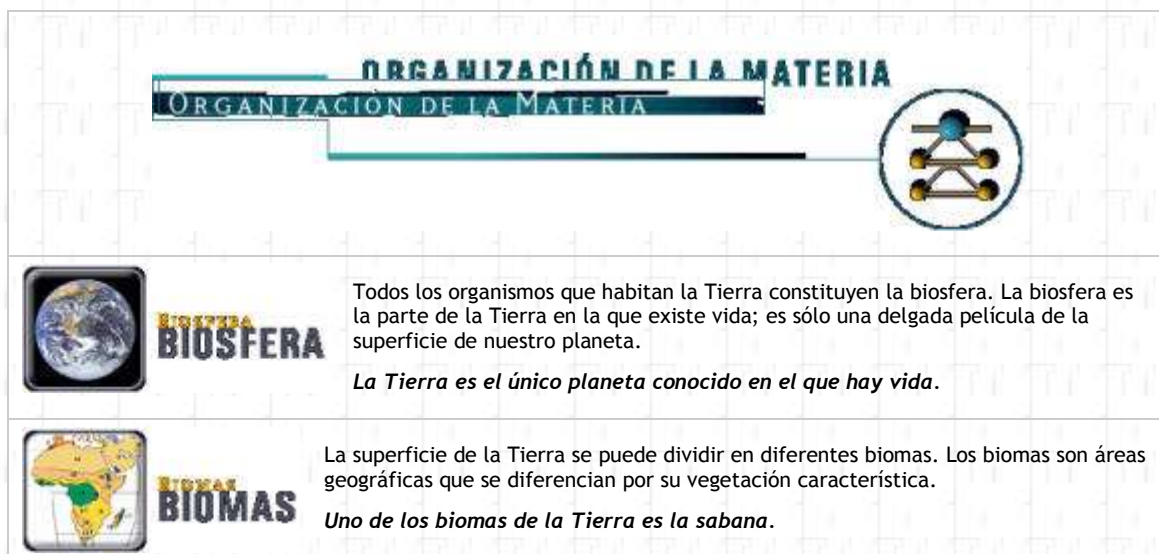 ORGANIZACIÓN DE LA MATERIA
ORGANIZACIÓN DE LA MATERIA
BIOSFERA
BIOSFERA
Todos los organismos que habitan la Tierra constituyen la biosfera. La biosfera es
la parte de la Tierra en la que existe vida; es sólo una delgada película de la
superficie de nuestro planeta.
La Tierra es el único planeta conocido en el que hay vida.
BIOMAS
BIOMAS
La superficie de la Tierra se puede dividir en diferentes biomas. Los biomas son áreas
geográficas que se diferencian por su vegetación característica.
Uno de los biomas de la Tierra es la sabana.